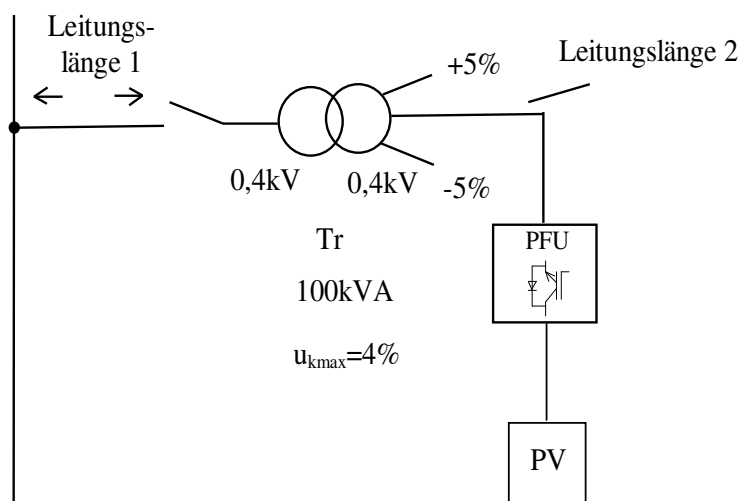 Leitungs-
länge 1
+5%
Leitungslänge 2
0,4kV
0,4kV
-5%
Tr
100kVA
ukmax=4%
PFU
PV